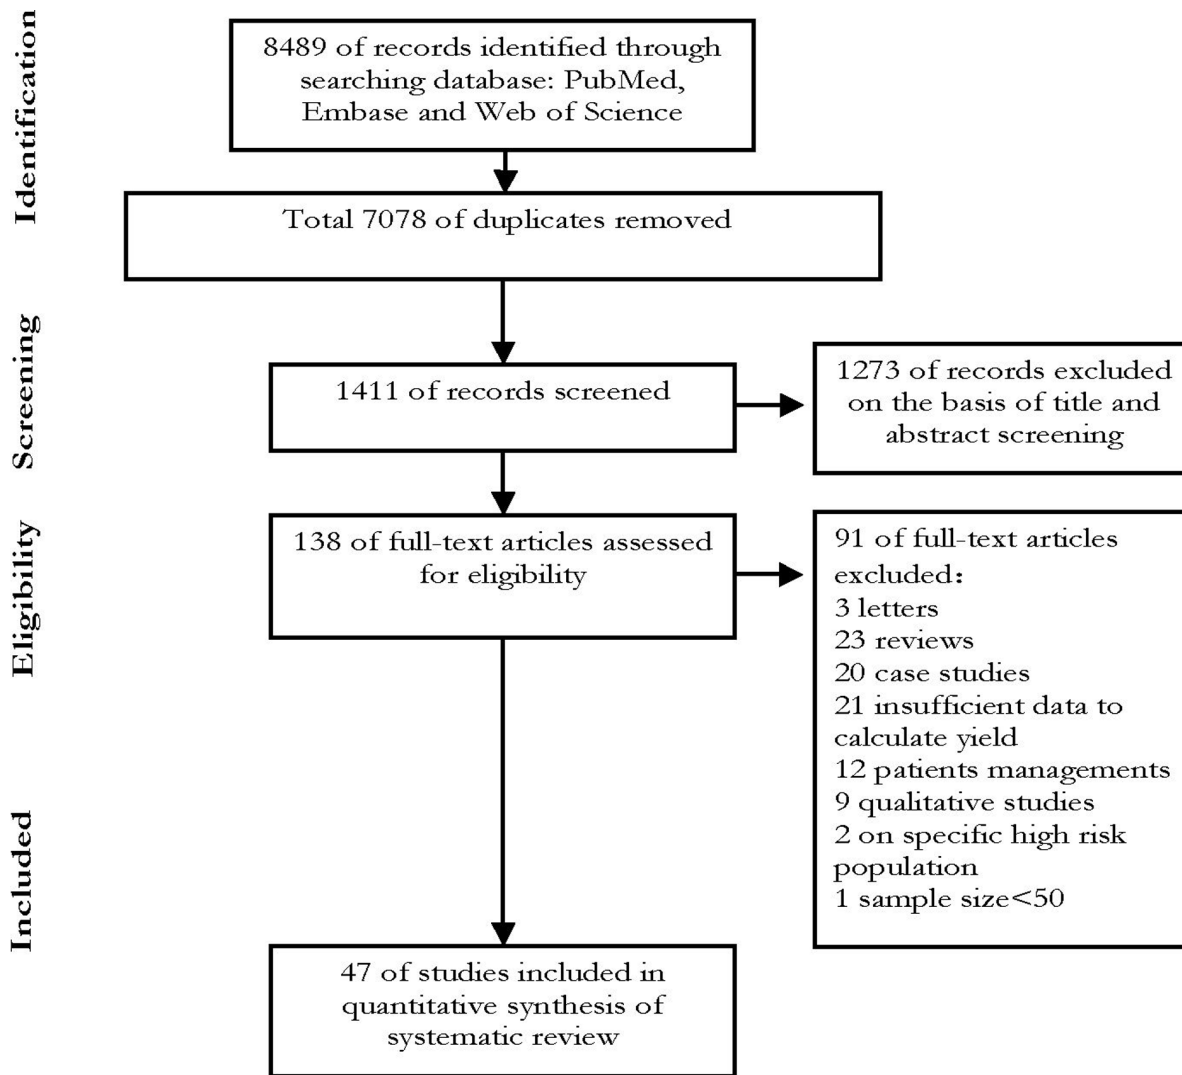 Identification
8489 of records identified through
searching database: PubMed,
Embase and Web of Science
Total 7078 of duplicates removed
Screening
1411 of records screened
1273 of records excluded
on the basis of title and
abstract screening
Eligibility
138 of full-text articles assessed
for eligibility
91 of full-text articles
excluded:
3 letters
23 reviews
20 case studies
21 insufficient data to
calculate yield
12 patients managements
9 qualitative studies
2 on specific high risk
population
1 sample size<50
Included
47 of studies included in
quantitative synthesis of
systematic review